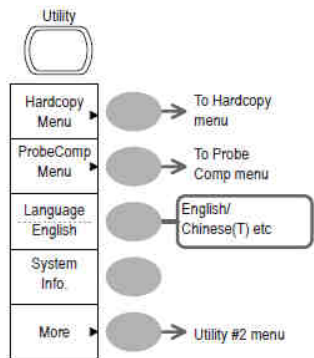 Utility
Hardcopy
Menu
To Hardcopy
menu
ProbeComp
Menu
To Probe
Comp menu
Language
English
English/
Chinese(T) etc
System
Info.
More
Utility #2 menu